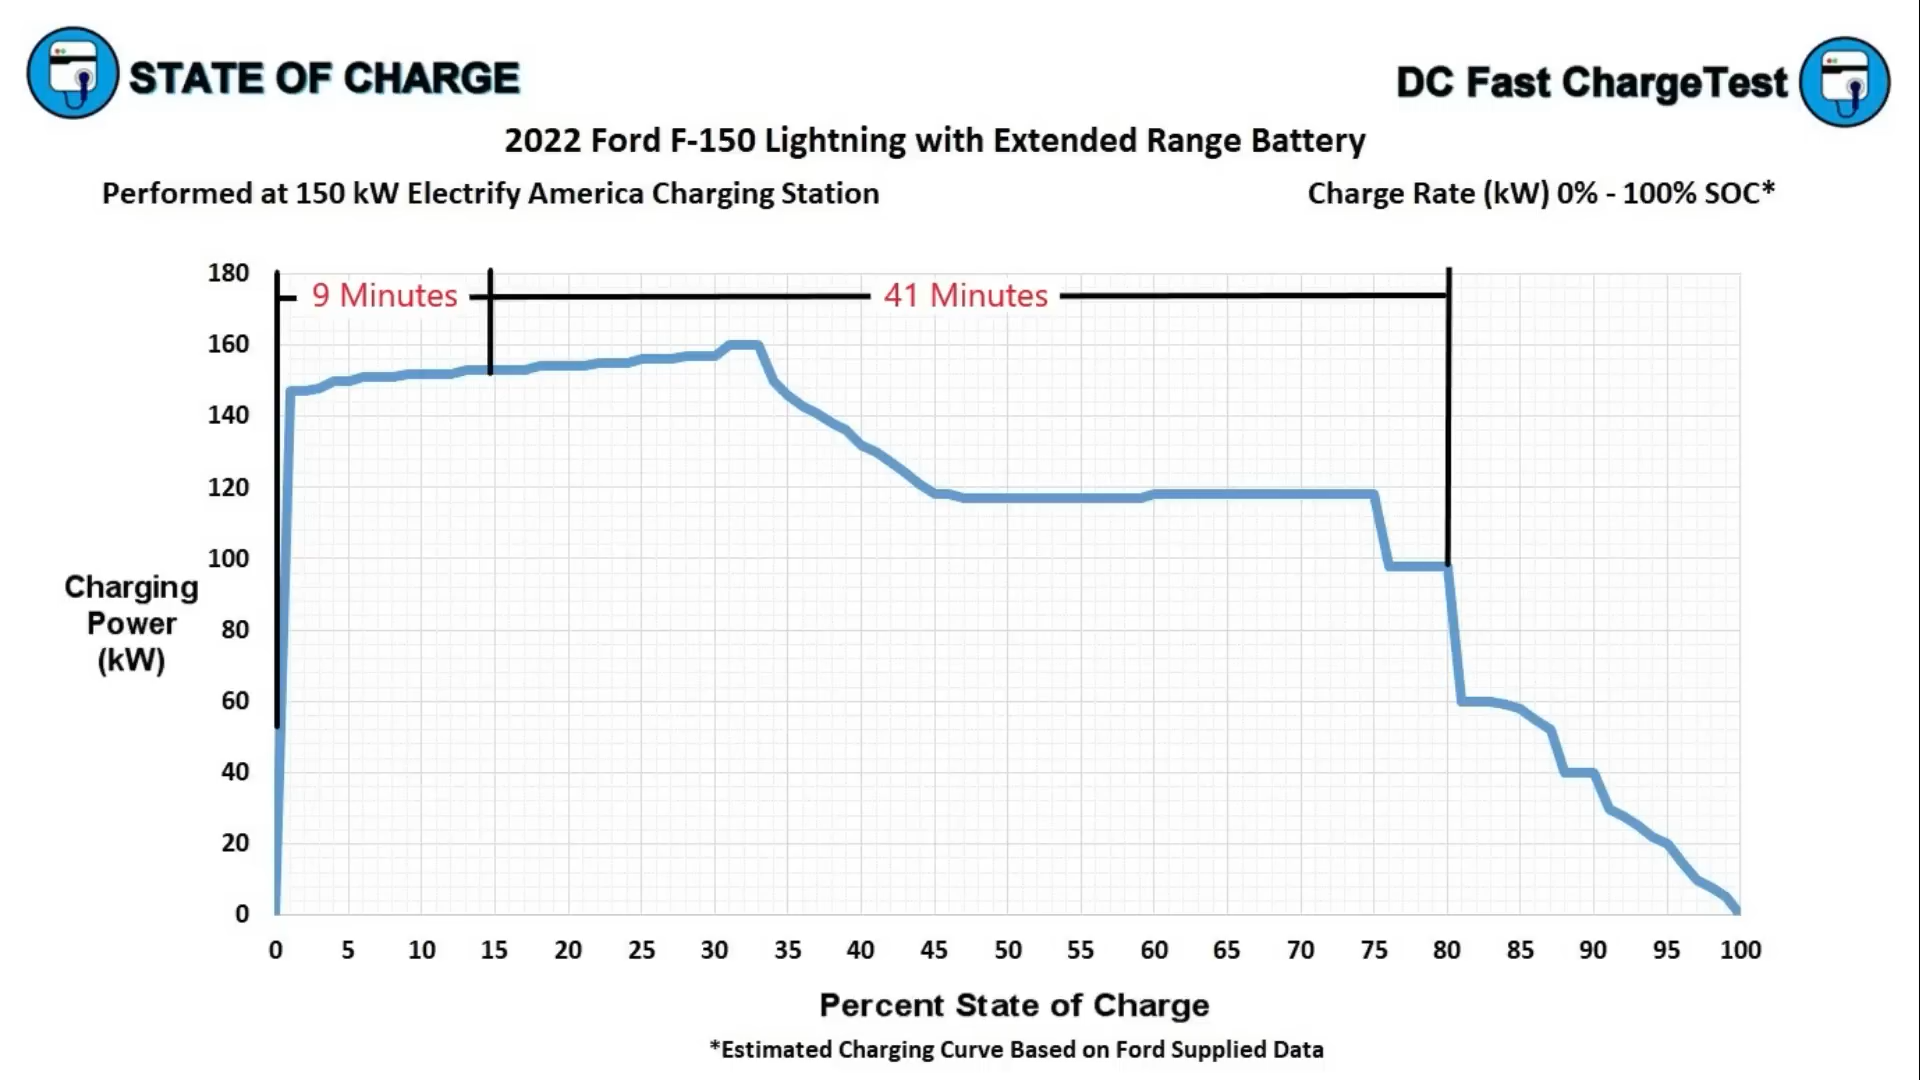 STATE OF CHARGE
DC Fast ChargeTest
2022 Ford F-150 Lightning with Extended Range Battery
Performed at 150 kW Electrify America Charging Station
Charge Rate (kW) 0% - 100% SOC*
9 Minutes
41 Minutes
180
160
140
120
100
80
60
40
20
0
Charging
Power
(kW)
0 5 10 15 20 25 30 35 40 45 50 55 60 65 70 75 80 85 90 95 100
Percent State of Charge
*Estimated Charging Curve Based on Ford Supplied Data